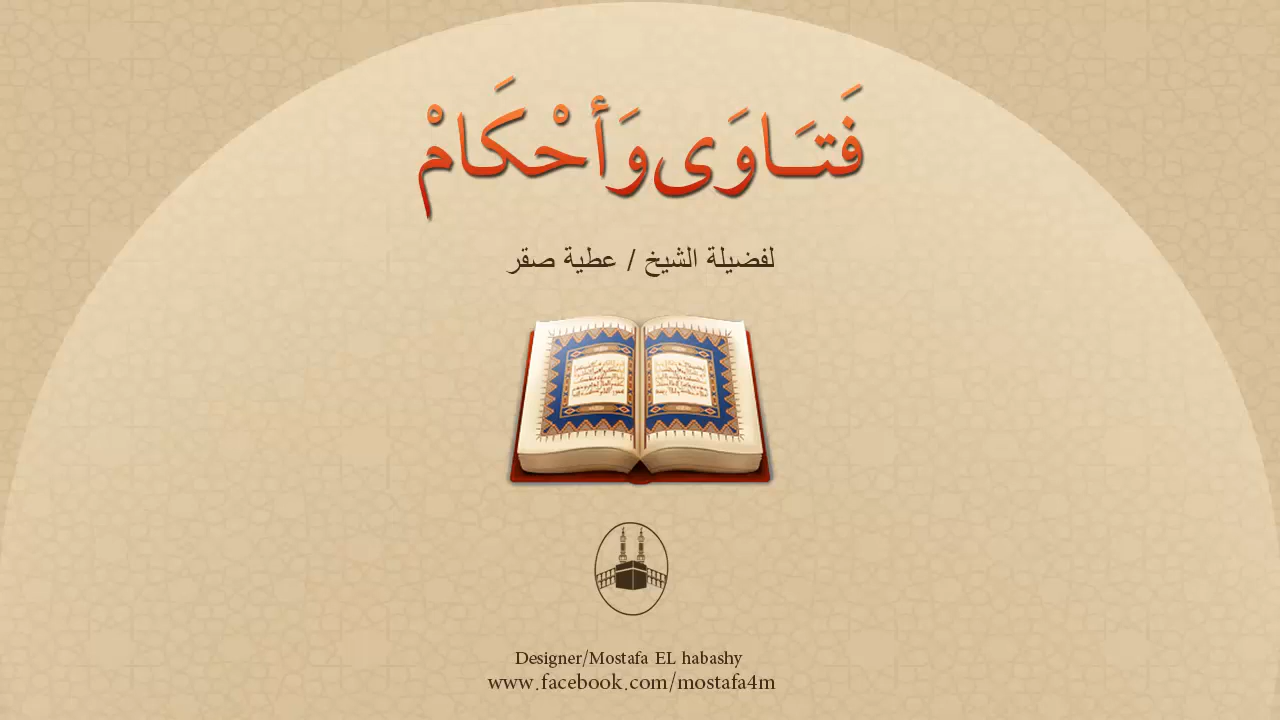 فَتَـاوَى وَأَحْكَامْ
لفضيلة الشيخ / عطية صقر
Designer/Mostafa EL habashy
www.facebook.com/mostafa4m